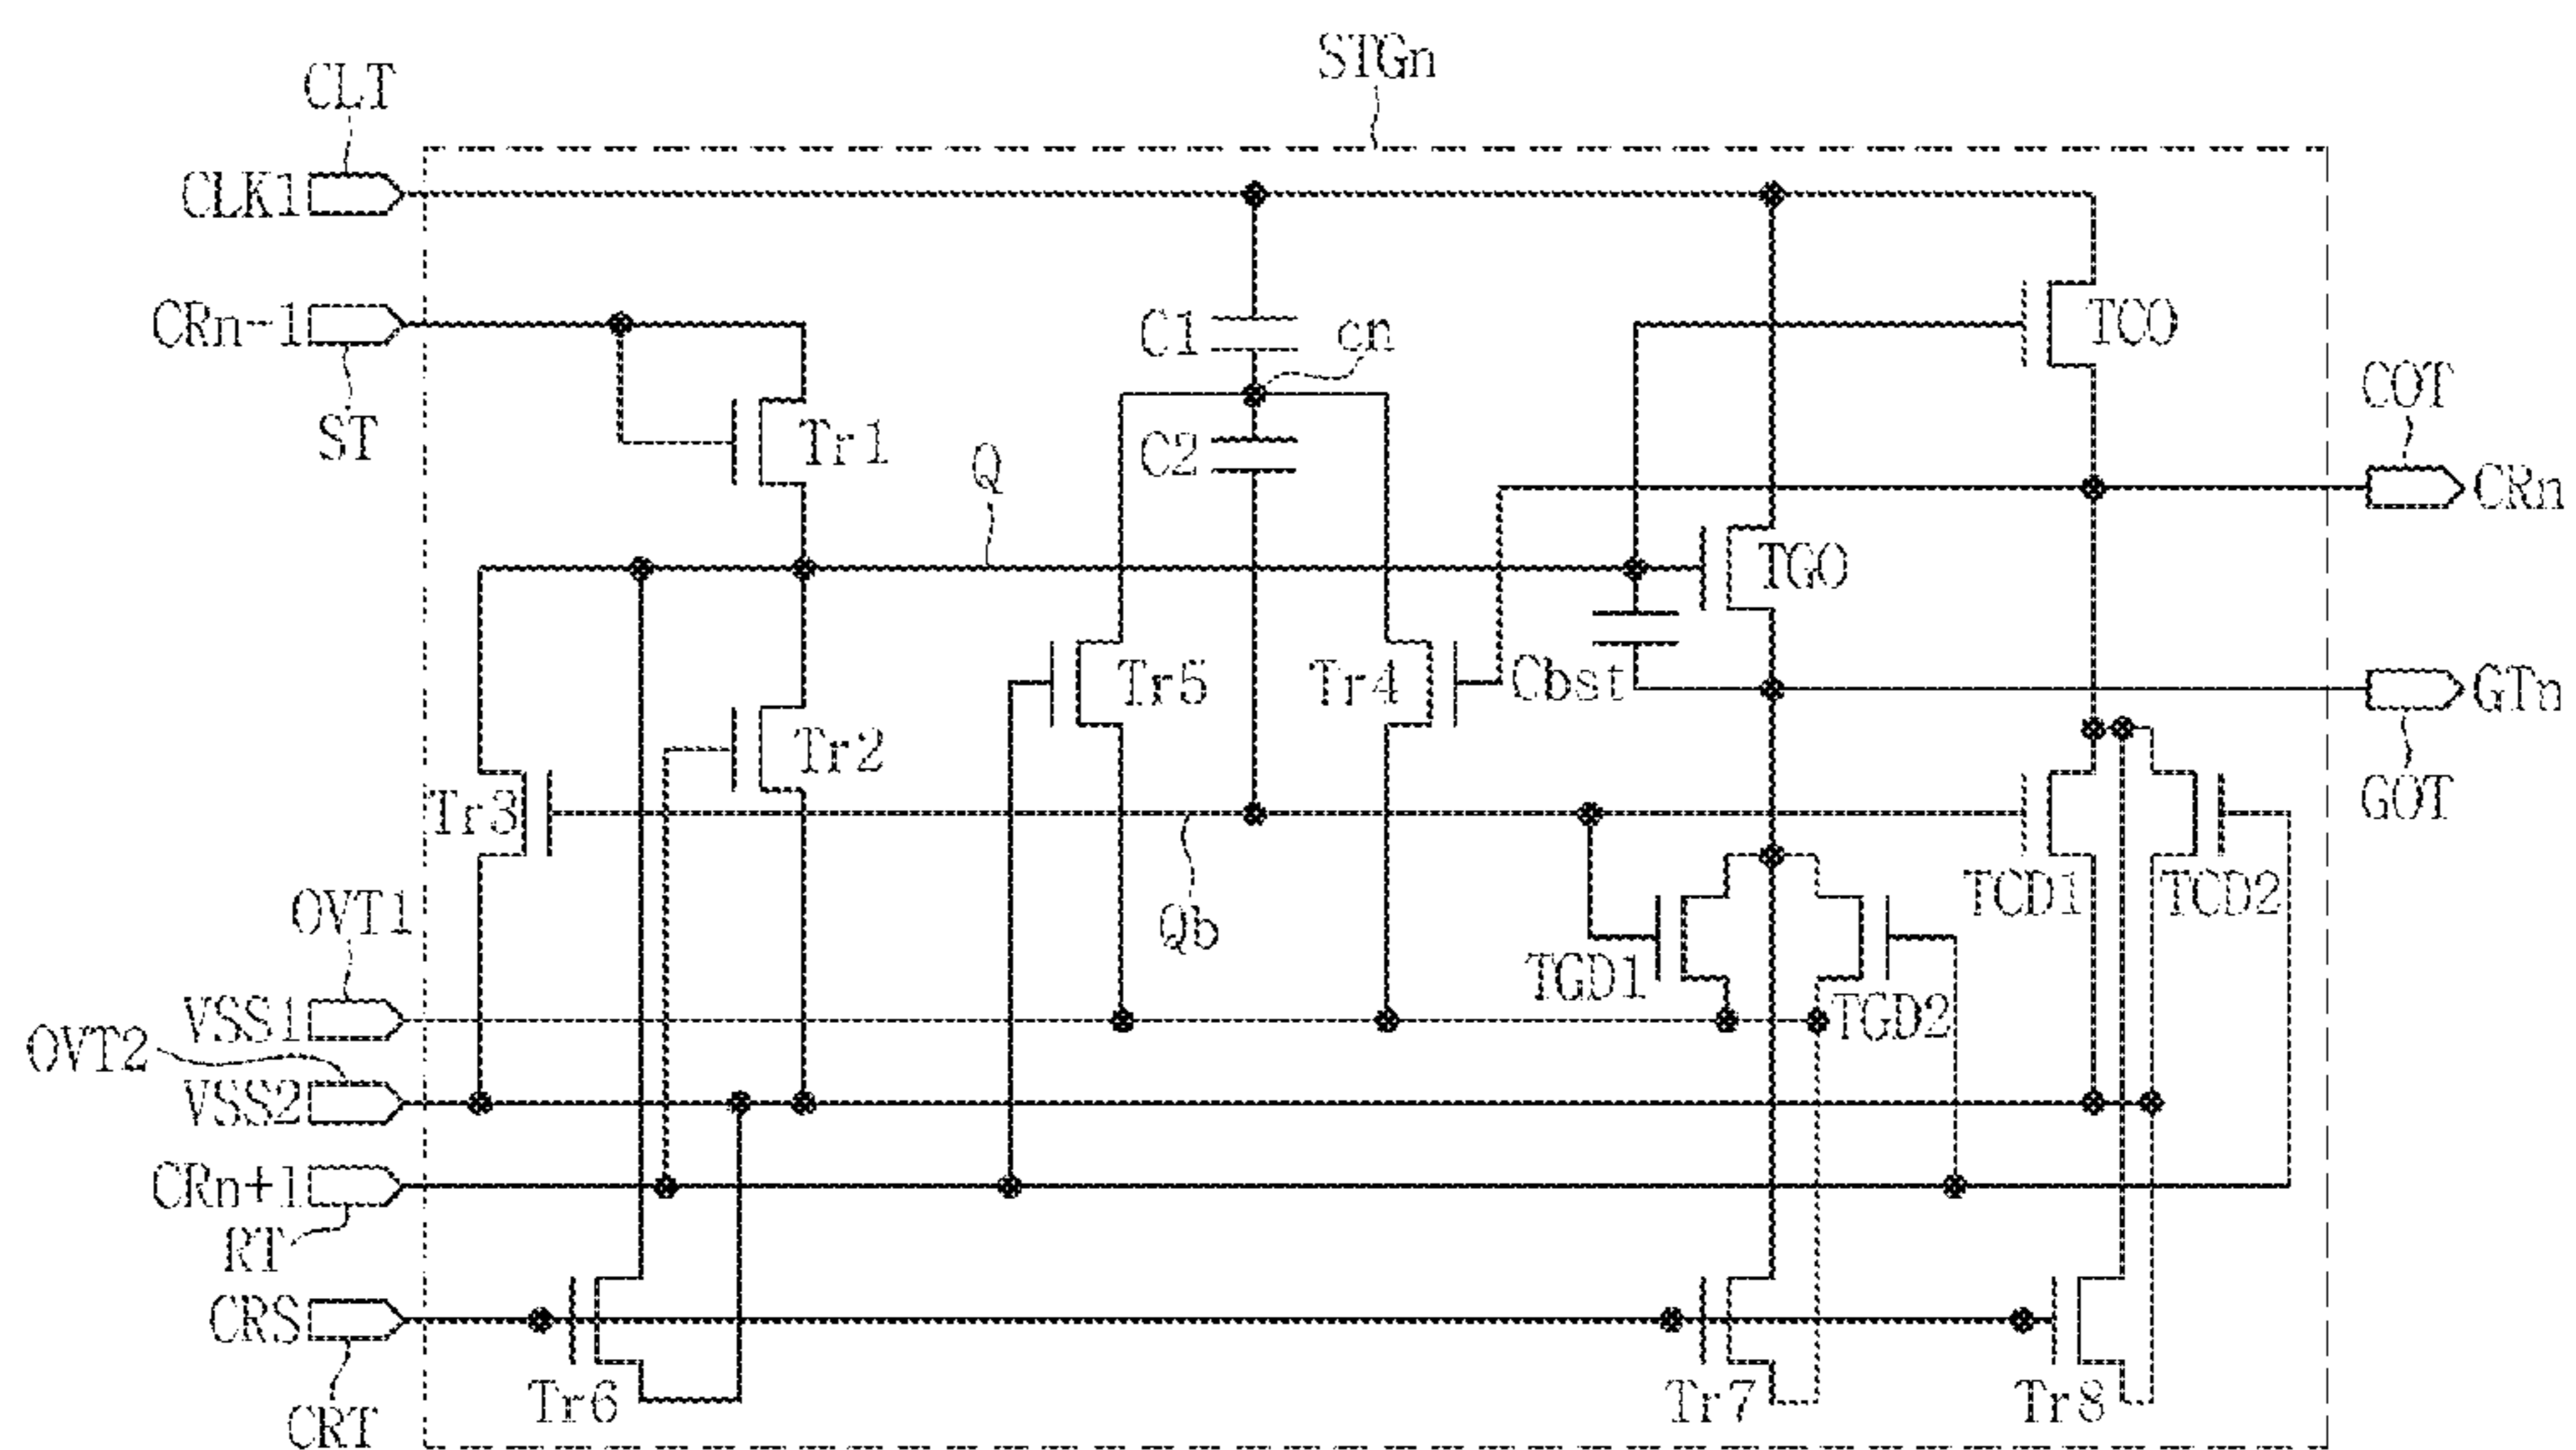 STGn
CLT
CLK1
CRn-1
ST
C1
cn
TCO
COT
Tr1
Q
C2
CRn
TGO
Tr5
Tr4
Cbst
GTn
Tr2
Tr3
GOT
OVT1
Qb
TCD1
TCD2
TGD1
TGD2
VSS1
OVT2
VSS2
CRn+1
RT
CRS
Tr6
Tr7
Tr8
CRT